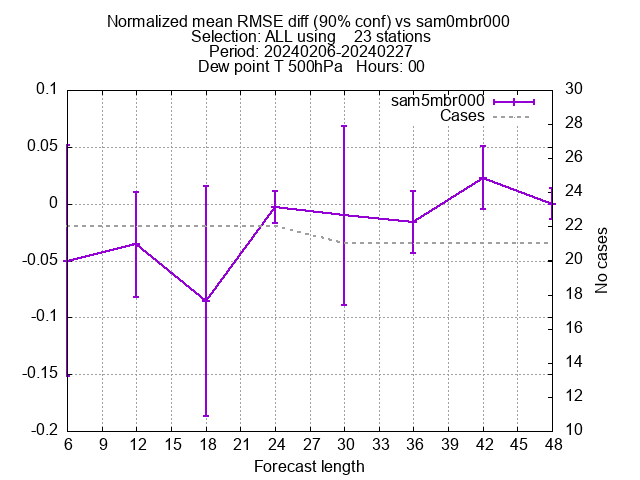 Normalized mean RMSE diff (90% conf) vs sam0mbr000
Selection: ALL using    23 stations
Period: 20240206-20240227
Dew point T 500hPa   Hours: 00
sam5mbr000
Cases
0.1
0.05
0
-0.05
-0.1
-0.15
-0.2
30
28
26
24
22
20
18
16
14
12
10
No cases
6 9 12 15 18 21 24 27 30 33 36 39 42 45 48
Forecast length